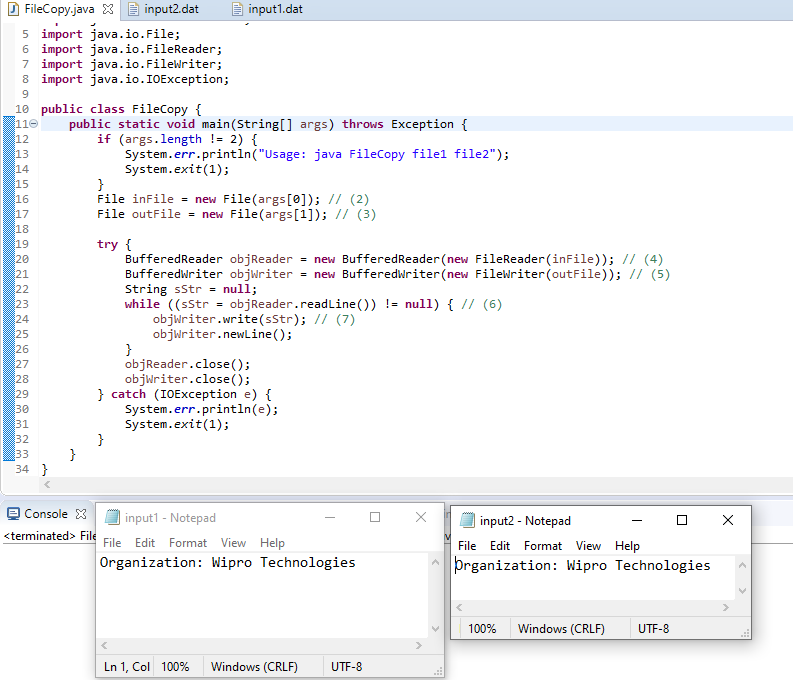 FileCopy.java input2.dat input1.dat
5 import java.io.File;
6 import java.io.FileReader;
7 import java.io.FileWriter;
8 import java.io.IOException;
9
10 public class FileCopy {
11 public static void main(String[] args) throws Exception {
12 if (args.length != 2) {
13 System.err.println("Usage: java FileCopy file1 file2");
14 System.exit(1);
15 }
16 File inFile = new File(args[0]); // (2)
17 File outFile = new File(args[1]); // (3)
18
19 try {
20 BufferedReader objReader = new BufferedReader(new FileReader(inFile)); // (4)
21 BufferedWriter objWriter = new BufferedWriter(new FileWriter(outFile)); // (5)
22 String sStr = null;
23 while ((sStr = objReader.readLine()) != null) { // (6)
24 objWriter.write(sStr); // (7)
25 objWriter.newLine();
26 }
27 objReader.close();
28 objWriter.close();
29 } catch (IOException e) {
30 System.err.println(e);
31 System.exit(1);
32 }
33 }
34 }
Console
<terminated> File
input1 - Notepad
File Edit Format View Help
Organization: Wipro Technologies
Ln 1, Col 100% Windows (CRLF) UTF-8
input2 - Notepad
File Edit Format View Help
Organization: Wipro Technologies
100% Windows (CRLF) UTF-8